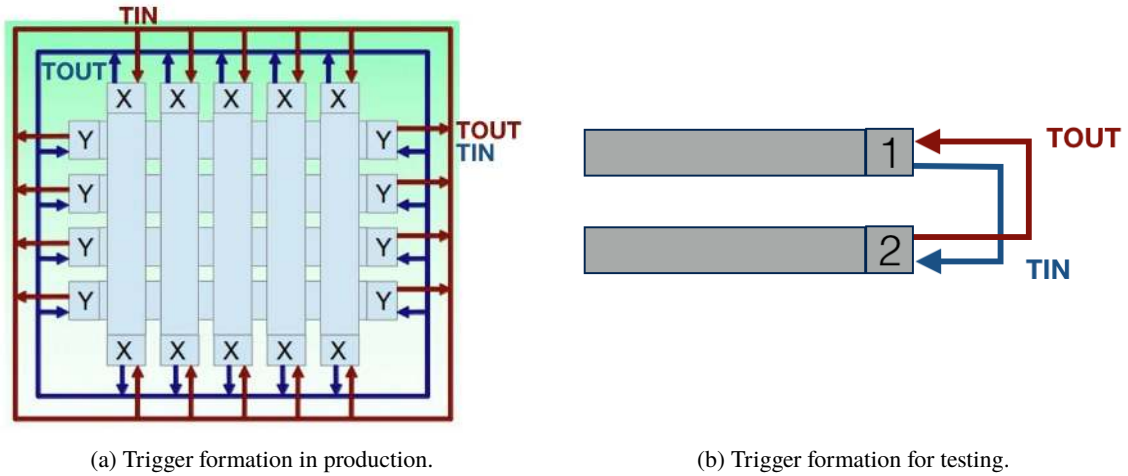 TIN
TOUT
X X X X X
Y Y
TOUT
TIN
Y Y
Y Y
Y Y
X X X X X
1
TOUT
2
TIN
(a) Trigger formation in production.
(b) Trigger formation for testing.